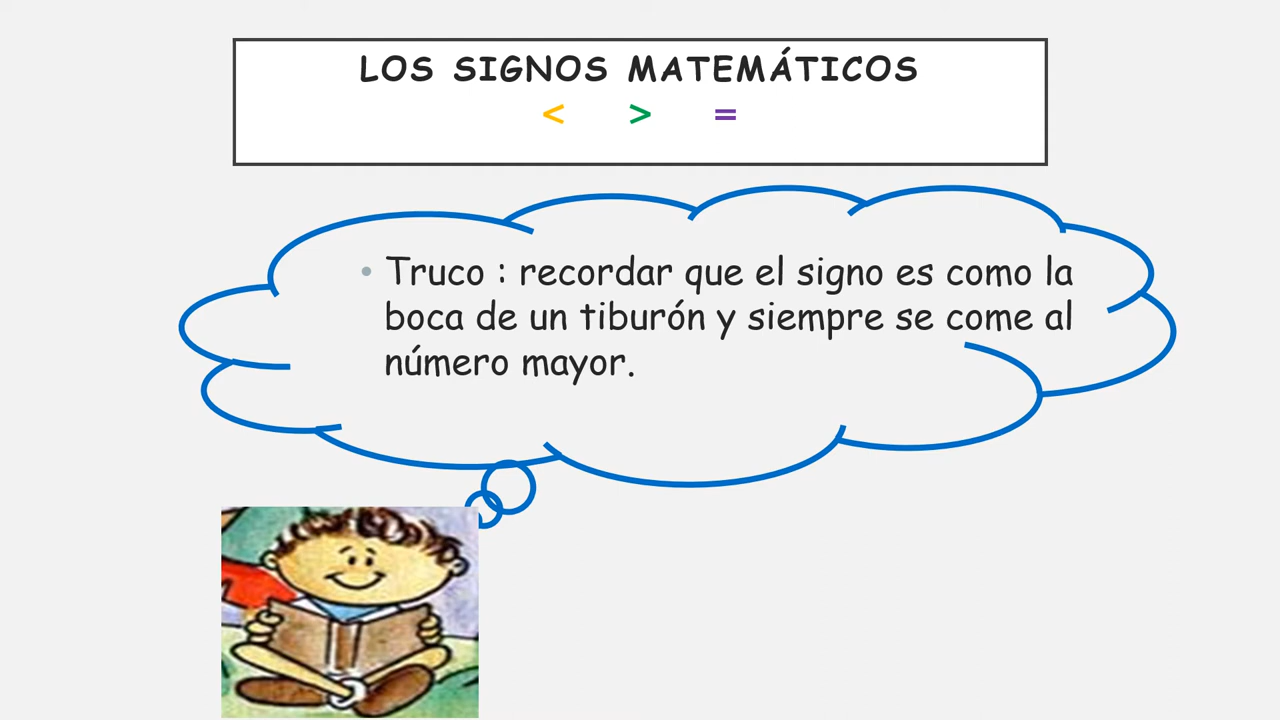 LOS SIGNOS MATEMÁTICOS
< > =
• Truco : recordar que el signo es como la
boca de un tiburón y siempre se come al
número mayor.